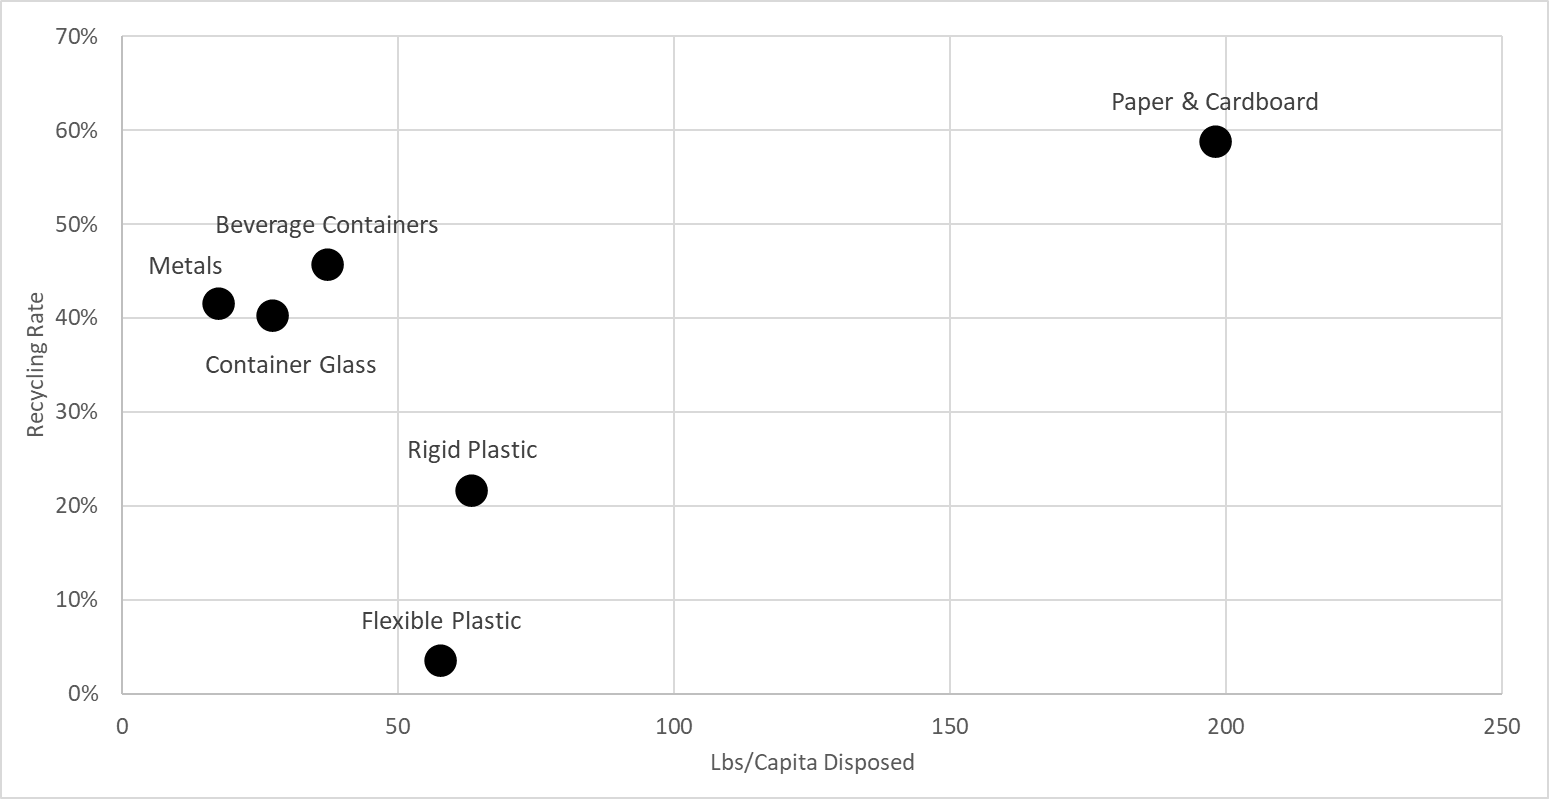 70%
Paper & Cardboard
60%
50%
Beverage Containers
Metals
40%
Container Glass
Recycling Rate
30%
Rigid Plastic
20%
10%
Flexible Plastic
0%
0 50 100 150 200 250
Lbs/Capita Disposed